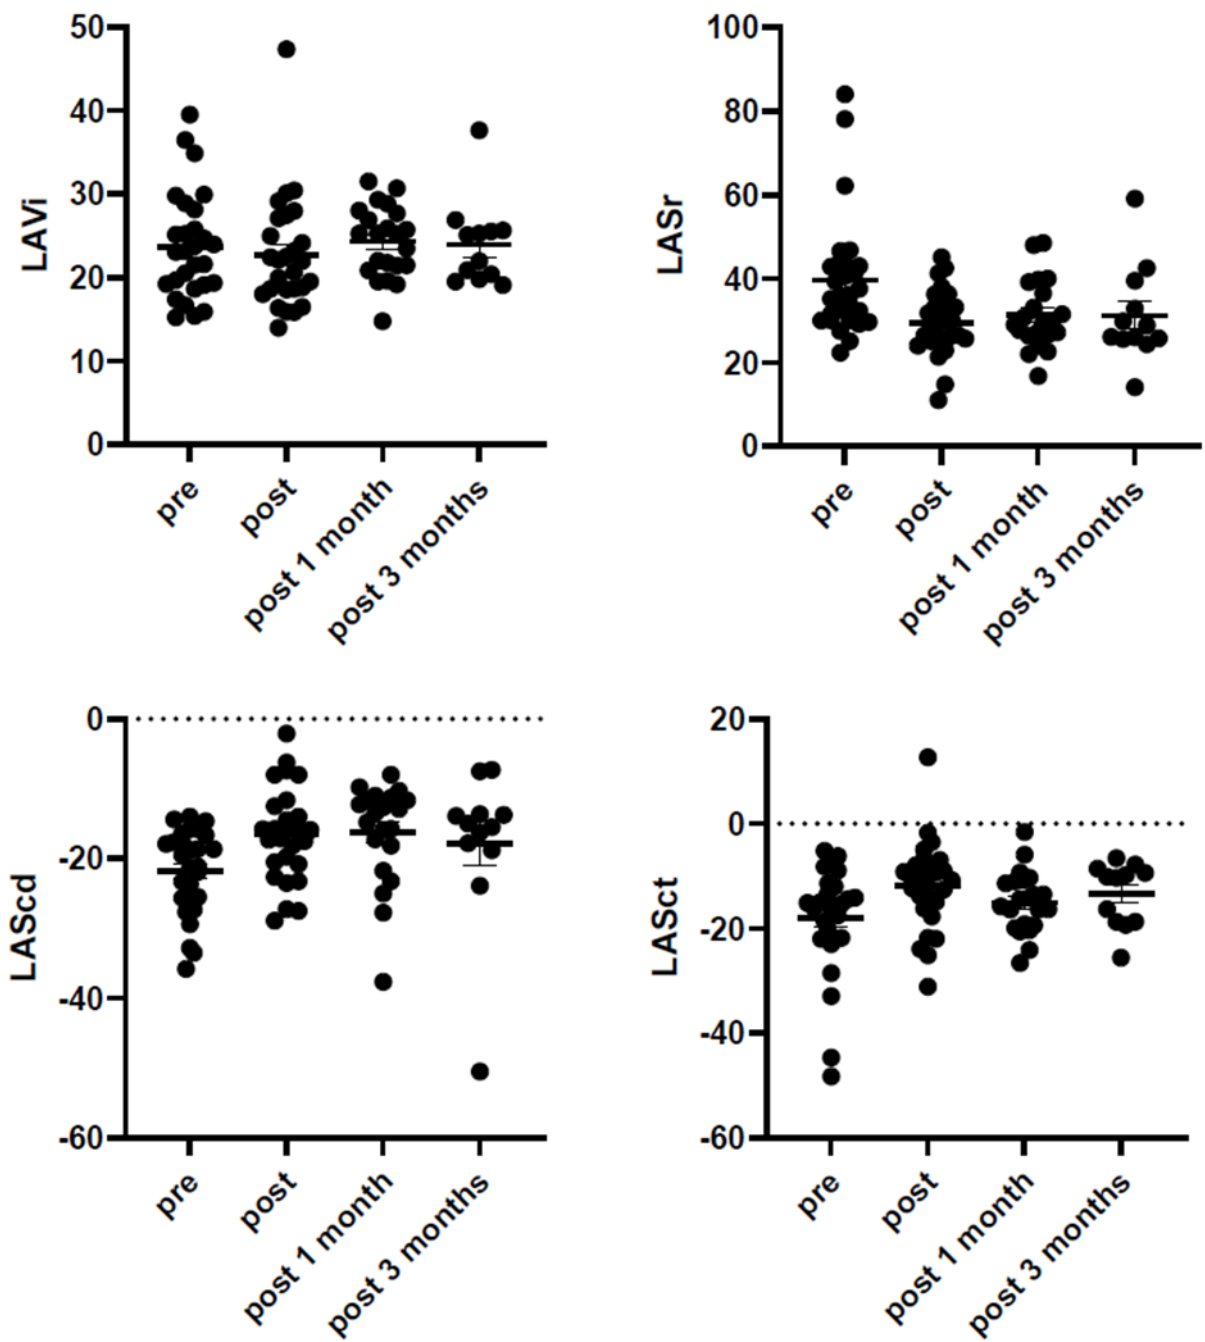 LAVi
50
40
30
20
10
0
pre
post
post 1 month
post 3 months
LASr
100
80
60
40
20
0
pre
post
post 1 month
post 3 months
LAScd
0
-20
-40
-60
pre
post
post 1 month
post 3 months
LASct
20
0
-20
-40
-60
pre
post
post 1 month
post 3 months